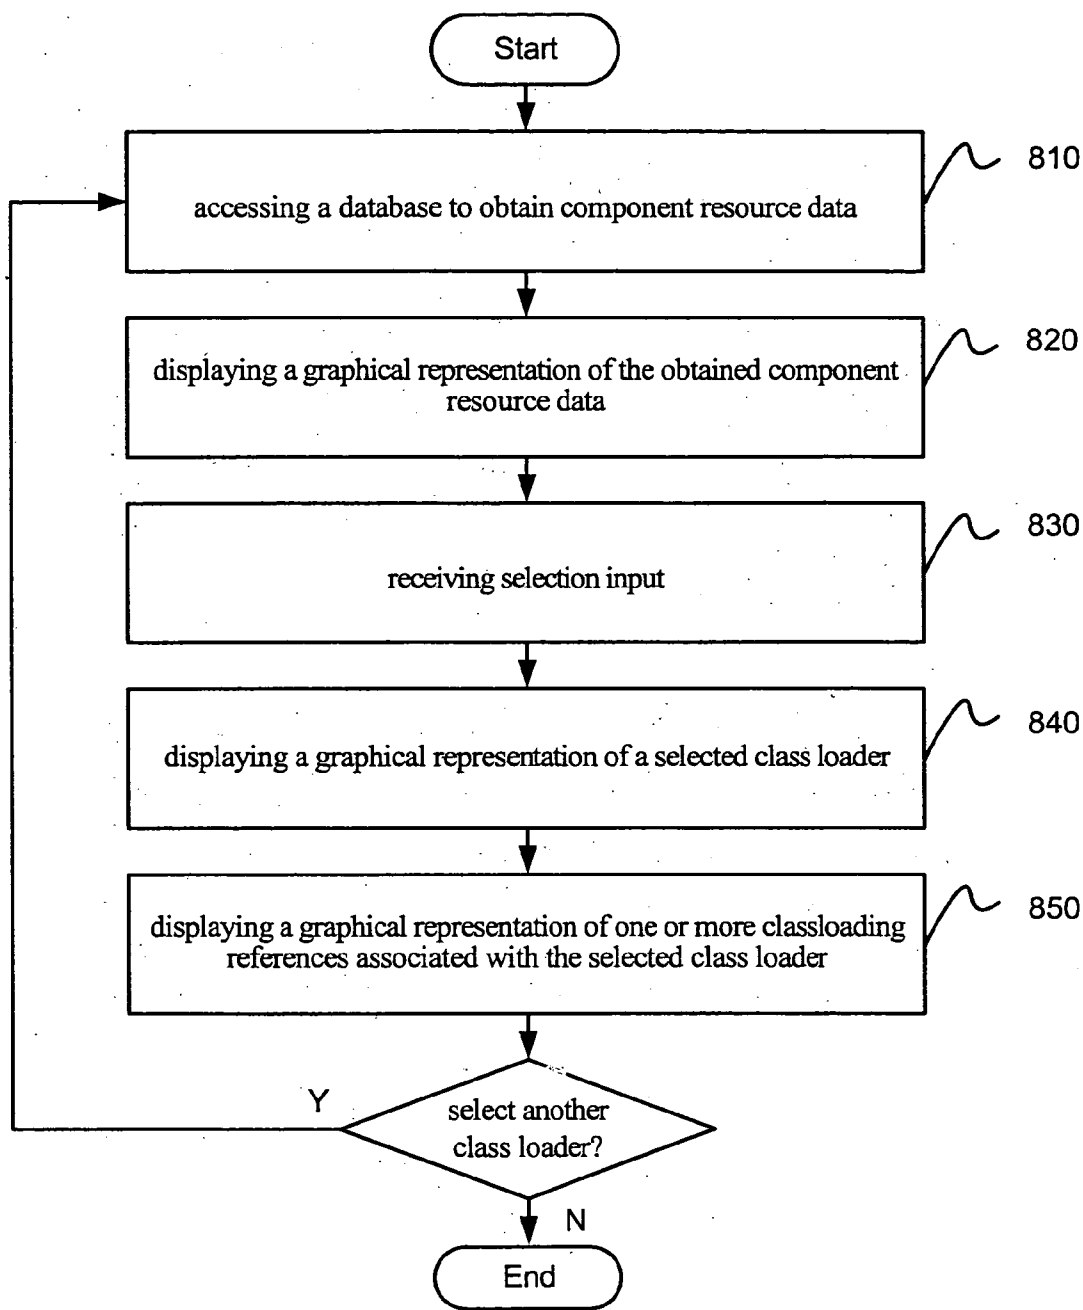 Start
810
accessing a database to obtain component resource data
820
displaying a graphical representation of the obtained component
resource data
830
receiving selection input
840
displaying a graphical representation of a selected class loader
850
displaying a graphical representation of one or more classloading
references associated with the selected class loader
Y
select another
class loader?
N
End